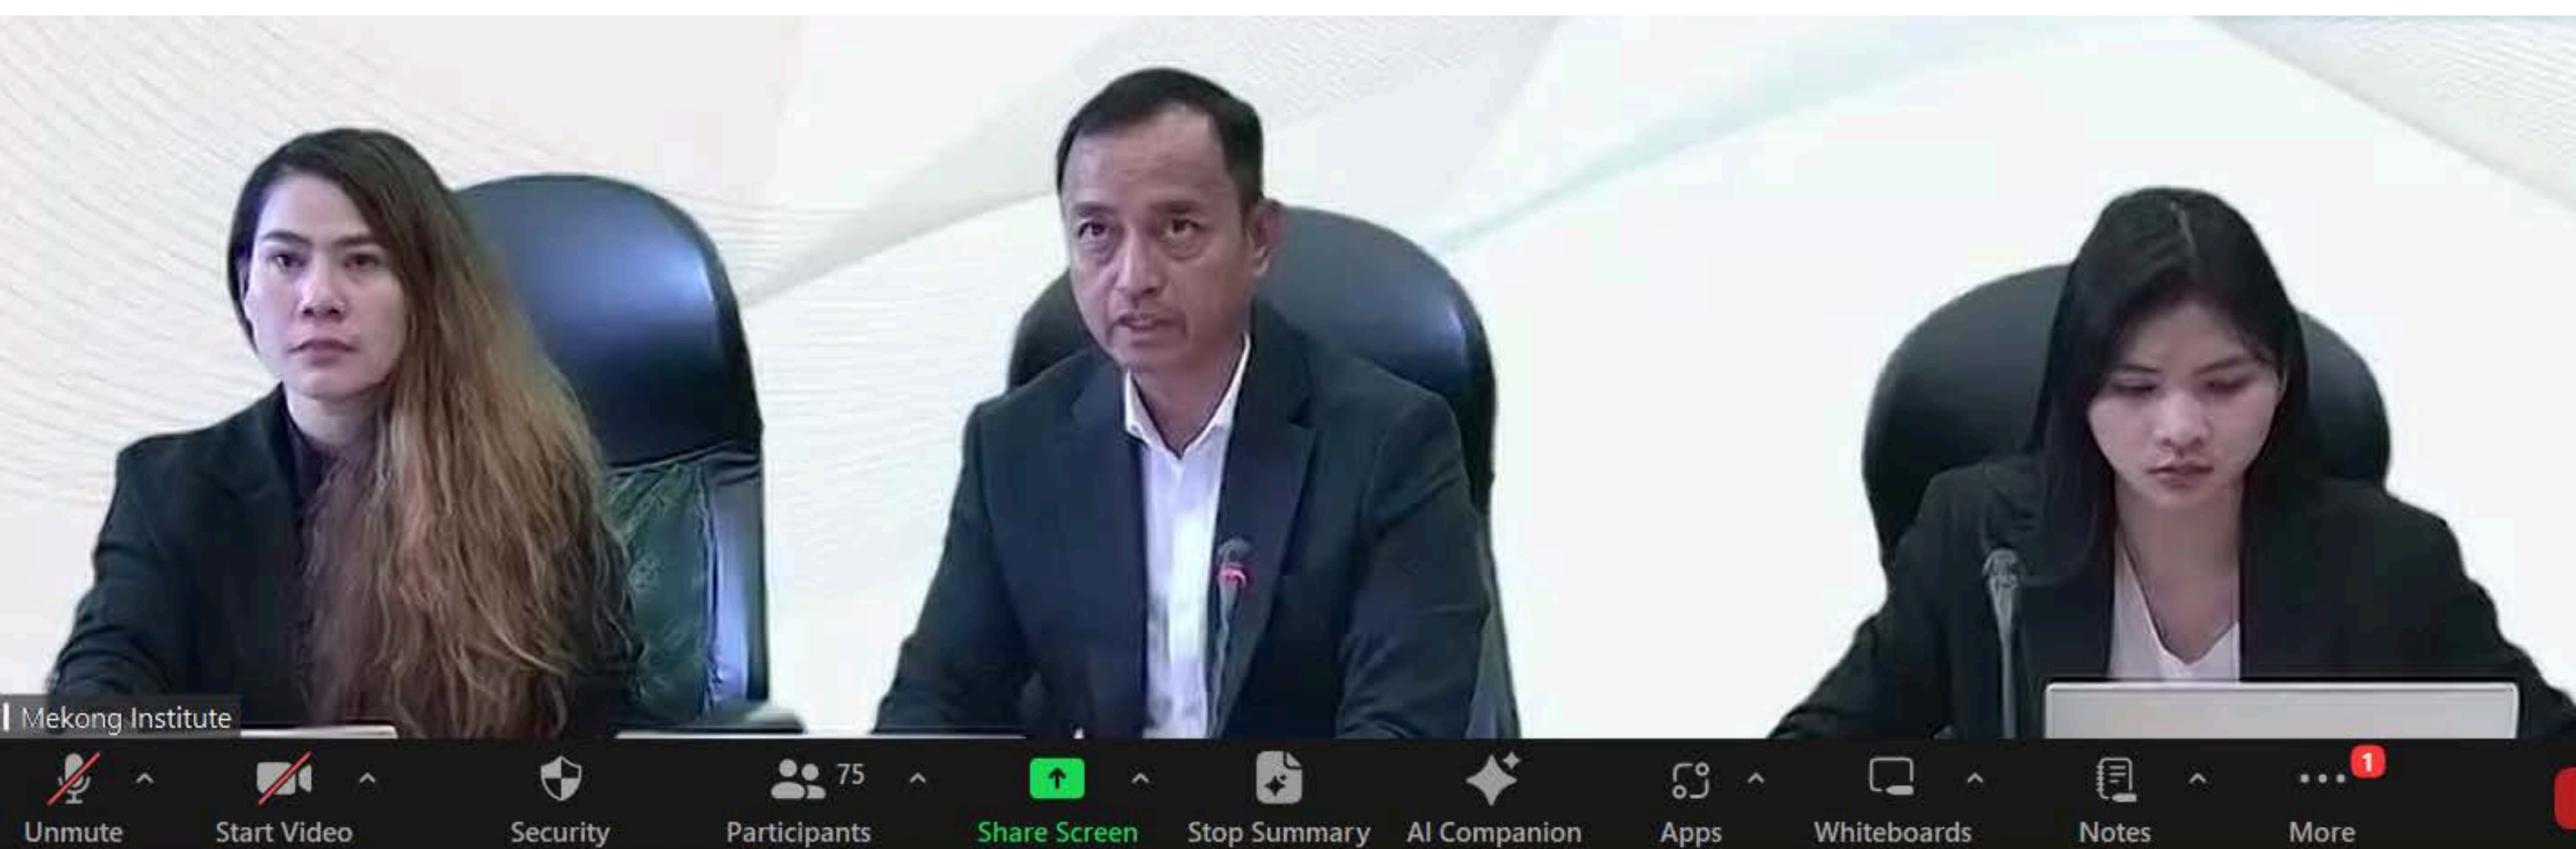 Mekong Institute
75
1
Unmute
Start Video
Security
Participants
Share Screen
Stop Summary
AI Companion
Apps
Whiteboards
Notes
More